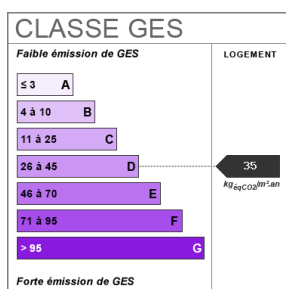 CLASSE GES
Faible émission de GES
LOGEMENT
≤ 3 A
4 à 10 B
11 à 25 C
26 à 45 D
35
kgéqCO2/m².an
46 à 70 E
71 à 95 F
> 95 G
Forte émission de GES